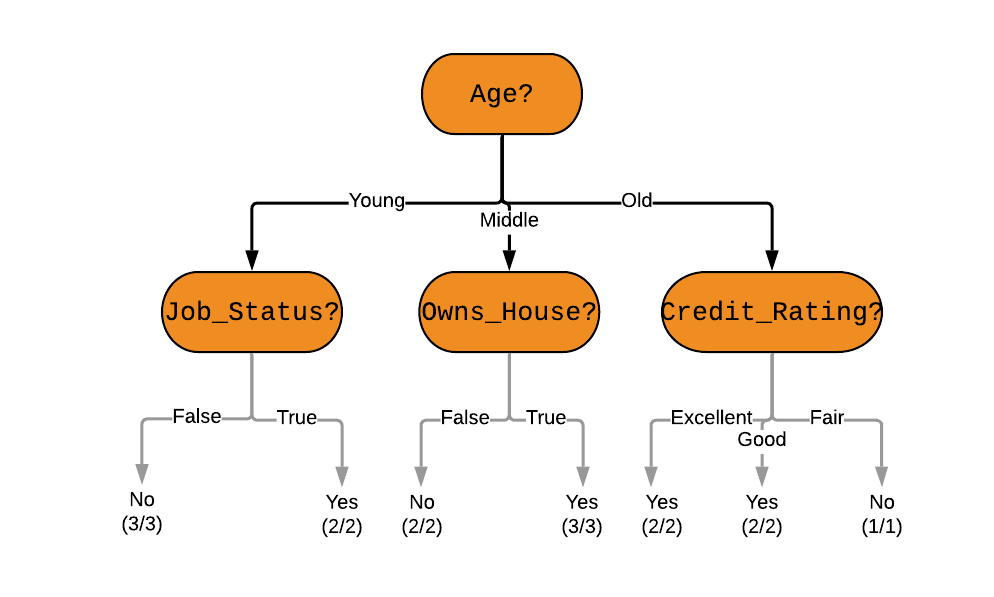 Age?
Young
Middle
Old
Job_Status?
Owns_House?
Credit_Rating?
False
True
False
True
Excellent
Good
Fair
No
(3/3)
Yes
(2/2)
No
(2/2)
Yes
(3/3)
Yes
(2/2)
Yes
(2/2)
No
(1/1)